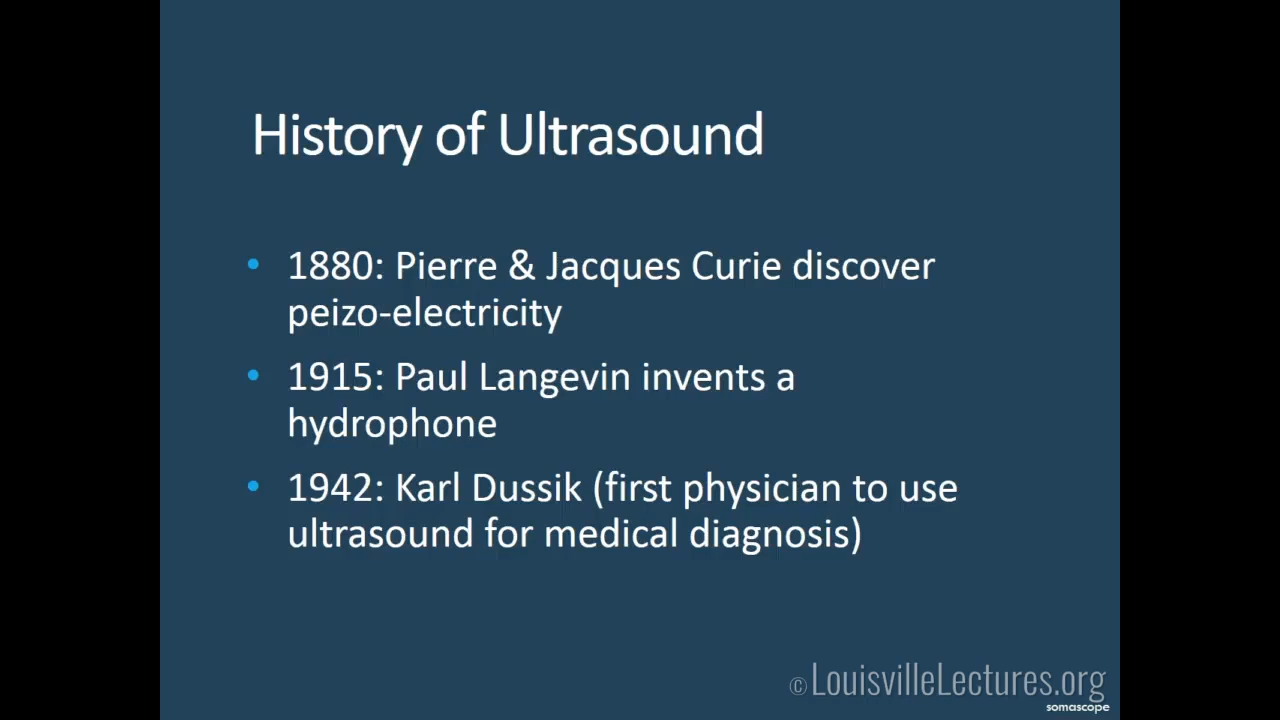 History of Ultrasound
• 1880: Pierre & Jacques Curie discover
peizo-electricity
• 1915: Paul Langevin invents a
hydrophone
• 1942: Karl Dussik (first physician to use
ultrasound for medical diagnosis)
© LouisvilleLectures.org
somascope